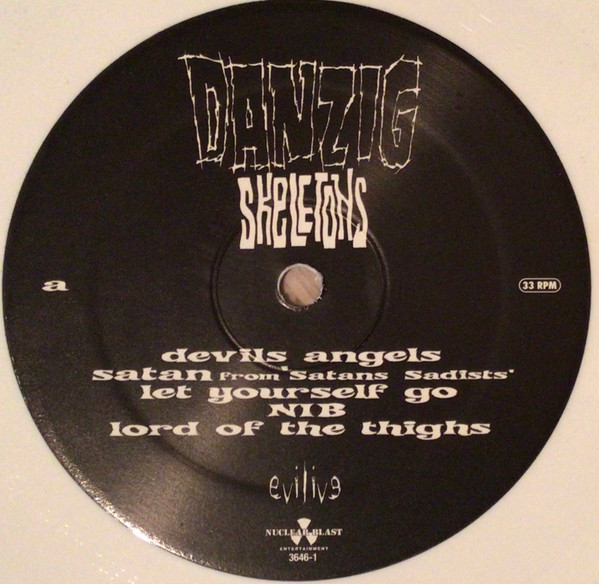 DANZIG
SKELETONS
a
33 RPM
devils angels
satan from 'Satans Sadists'
let yourself go
NIB
lord of the thighs
evilive
NUCLEAR BLAST
ENTERTAINMENT
3646-1